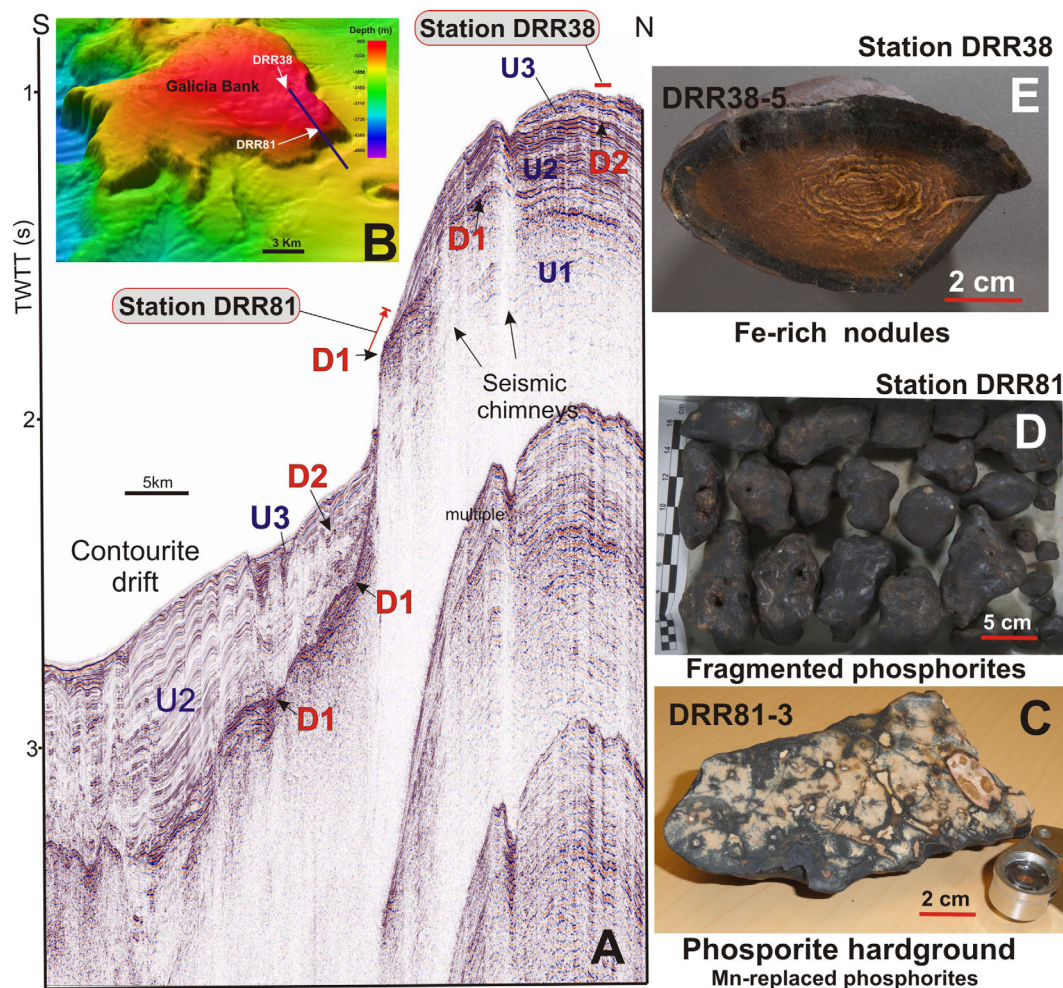 S
Depth (m)
DRR38
Galicia Bank
DRR81
3 Km
B
Station DRR38
N
U3
1
D2
U2
D1
U1
TWTT (s)
Station DRR81
D1
Seismic
chimneys
2
5km
D2
U3
multiple
Contourite
drift
D1
U2
D1
3
A
Station DRR38
DRR38-5
E
2 cm
Fe-rich nodules
Station DRR81
D
5 cm
Fragmented phosphorites
DRR81-3
C
2 cm
Phosporite hardground
Mn-replaced phosphorites